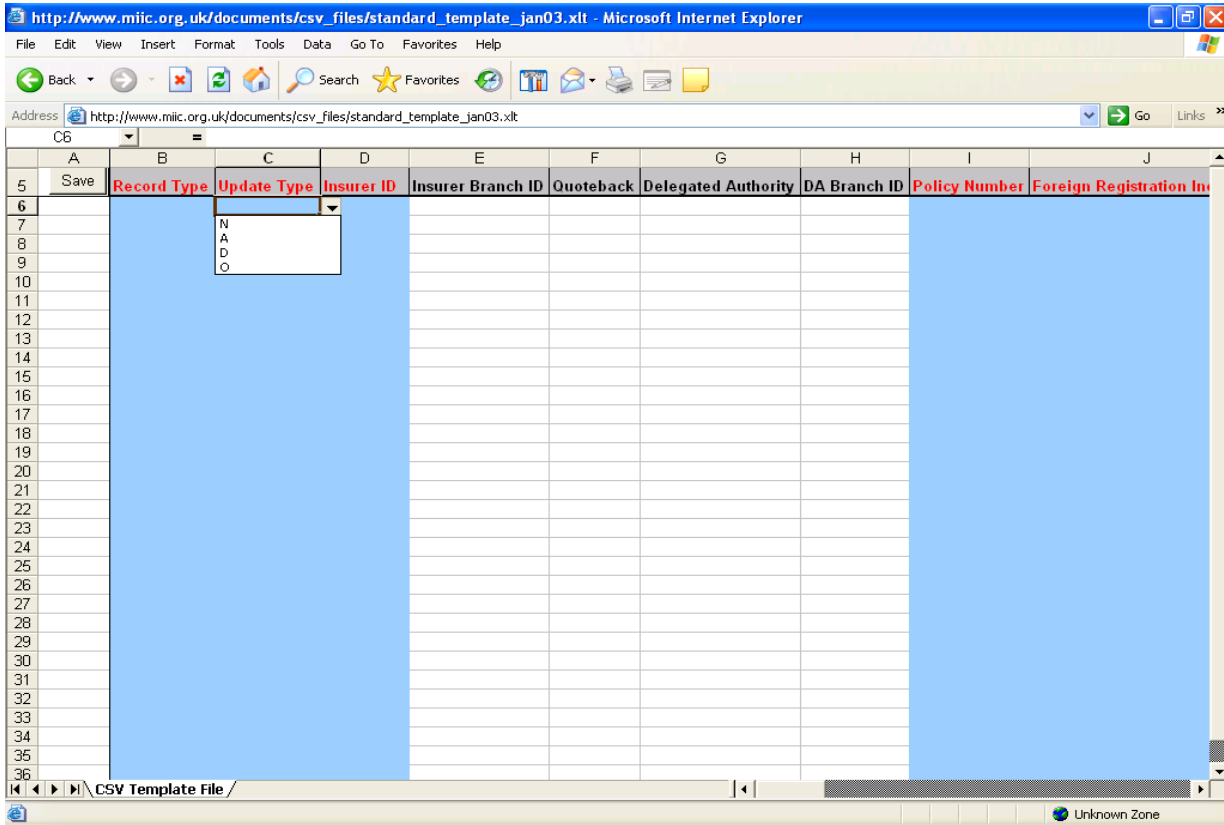 http://www.miic.org.uk/documents/csv_files/standard_template_jan03.xlt - Microsoft Internet Explorer
File Edit View Insert Format Tools Data Go To Favorites Help
Back Search Favorites
Address http://www.miic.org.uk/documents/csv_files/standard_template_jan03.xlt Go Links »
C6 =
A B C D E F G H I J
5 Save Record Type Update Type Insurer ID Insurer Branch ID Quoteback Delegated Authority DA Branch ID Policy Number Foreign Registration
6
7 N
8 A
9 D
10 O
11
12
13
14
15
16
17
18
19
20
21
22
23
24
25
26
27
28
29
30
31
32
33
34
35
36
CSV Template File
Unknown Zone